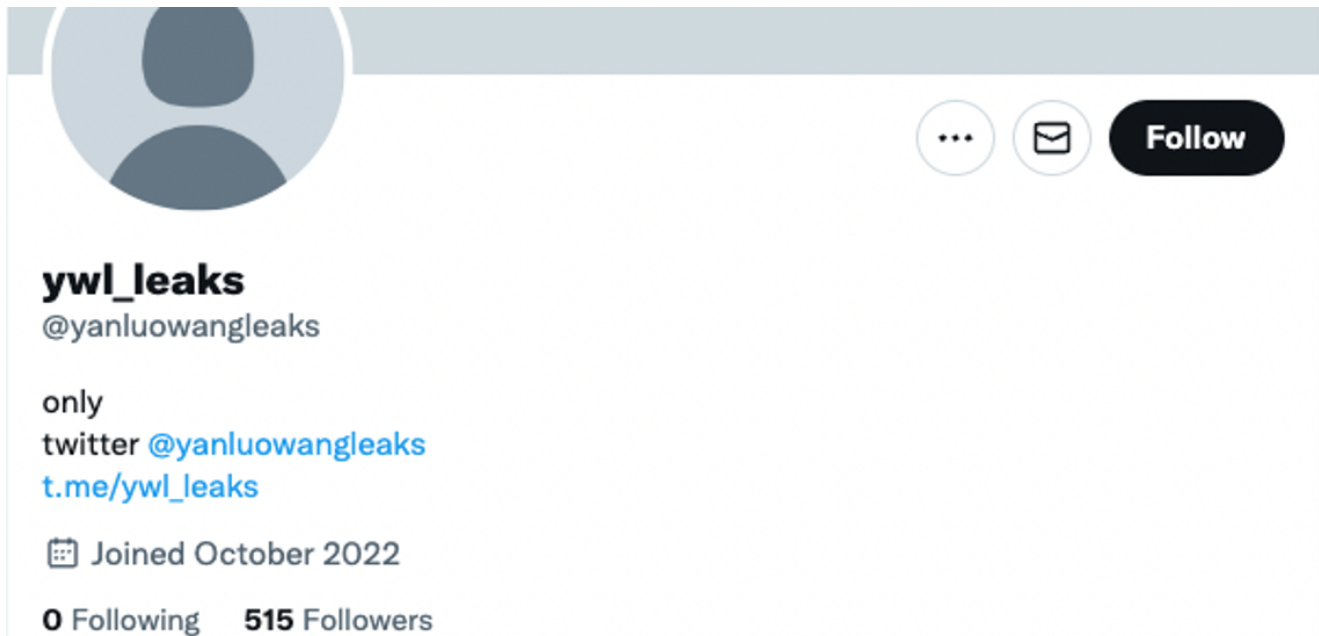 Follow
ywl_leaks
@yanluowangleaks
only
twitter @yanluowangleaks
t.me/ywl_leaks
Joined October 2022
0 Following 515 Followers